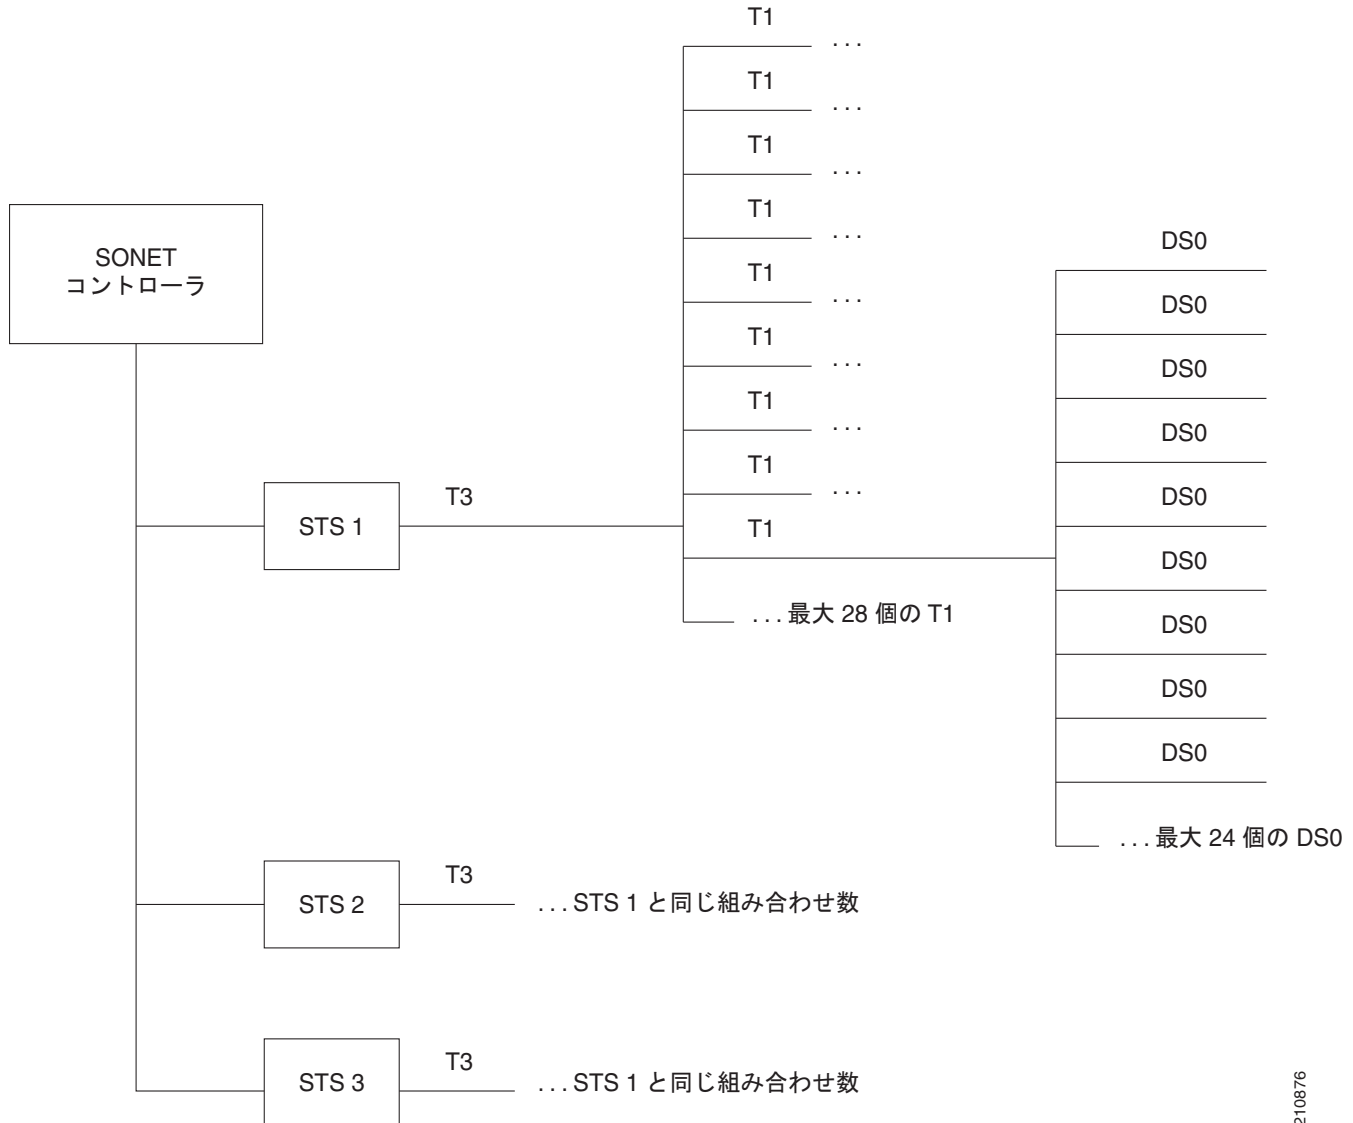 T1
. . .
T1
. . .
T1
. . .
T1
. . .
T1
. . .
T1
. . .
T1
. . .
T1
. . .
T1
. . . 最大 28 個の T1
SONET
コントローラ
STS 1
T3
DS0
DS0
DS0
DS0
DS0
DS0
DS0
DS0
DS0
. . . 最大 24 個の DS0
STS 2
T3
. . . STS 1 と同じ組み合わせ数
STS 3
T3
. . . STS 1 と同じ組み合わせ数
210876